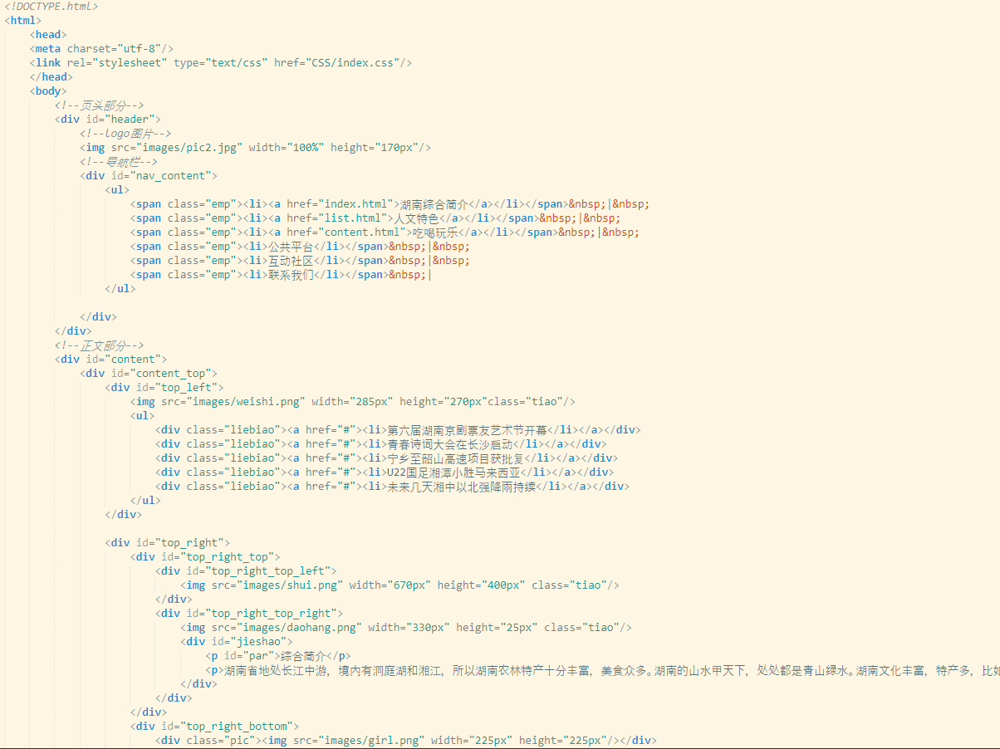 <!DOCTYPE.html>
<html>
<head>
<meta charset="utf-8"/>
<link rel="stylesheet" type="text/css" href="CSS/index.css"/>
</head>
<body>
<!--页头部分-->
<div id="header">
<!--logo图片-->
<img src="images/pic2.jpg" width="100%" height="170px"/>
<!--导航栏-->
<div id="nav_content">
<ul>
<span class="emp"><li><a href="index.html">湖南综合简介</a></li></span>&nbsp;|&nbsp;
<span class="emp"><li><a href="list.html">人文特色</a></li></span>&nbsp;|&nbsp;
<span class="emp"><li><a href="content.html">吃喝玩乐</a></li></span>&nbsp;|&nbsp;
<span class="emp"><li>公共平台</li></span>&nbsp;|&nbsp;
<span class="emp"><li>互动社区</li></span>&nbsp;|&nbsp;
<span class="emp"><li>联系我们</li></span>&nbsp;|
</ul>
</div>
</div>
<!--正文部分-->
<div id="content">
<div id="content_top">
<div id="top_left">
<img src="images/weishi.png" width="285px" height="270px"class="tiao"/>
<ul>
<div class="liebiao"><a href="#"><li>第六届湖南京剧票友艺术节开幕</li></a></div>
<div class="liebiao"><a href="#"><li>青春诗词大会在长沙启动</li></a></div>
<div class="liebiao"><a href="#"><li>宁乡至韶山高速项目获批复</li></a></div>
<div class="liebiao"><a href="#"><li>U22国足湘潭小胜马来西亚</li></a></div>
<div class="liebiao"><a href="#"><li>未来几天湘中以北强降雨持续</li></a></div>
</ul>
</div>
<div id="top_right">
<div id="top_right_top">
<div id="top_right_top_left">
<img src="images/shui.png" width="670px" height="400px" class="tiao"/>
</div>
<div id="top_right_top_right">
<img src="images/daohang.png" width="330px" height="25px" class="tiao"/>
<div id="jieshao">
<p id="par">综合简介</p>
<p>湖南省地处长江中游，境内有洞庭湖和湘江，所以湖南农林特产十分丰富，美食众多。湖南的山水甲天下，处处都是青山绿水。湖南文化丰富，特产多，比如
</div>
</div>
</div>
<div id="top_right_bottom">
<div class="pic"><img src="images/girl.png" width="225px" height="225px"/></div>